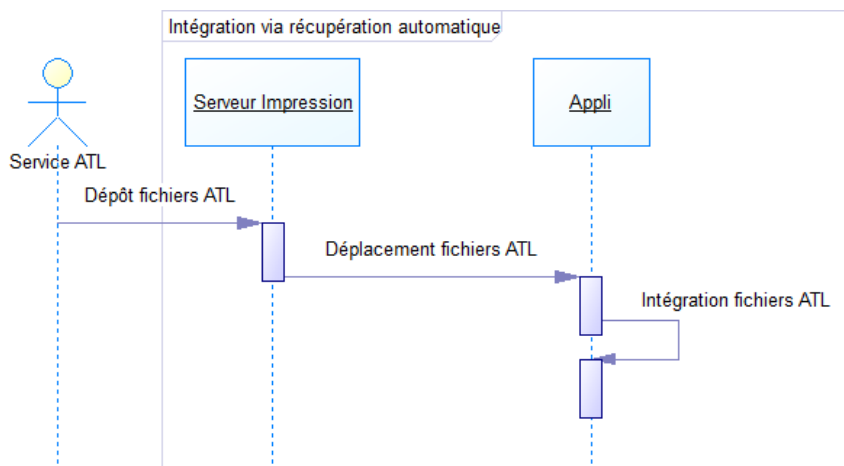 Intégration via récupération automatique
Serveur Impression
Appli
Service ATL
Dépôt fichiers ATL
Déplacement fichiers ATL
Intégration fichiers ATL